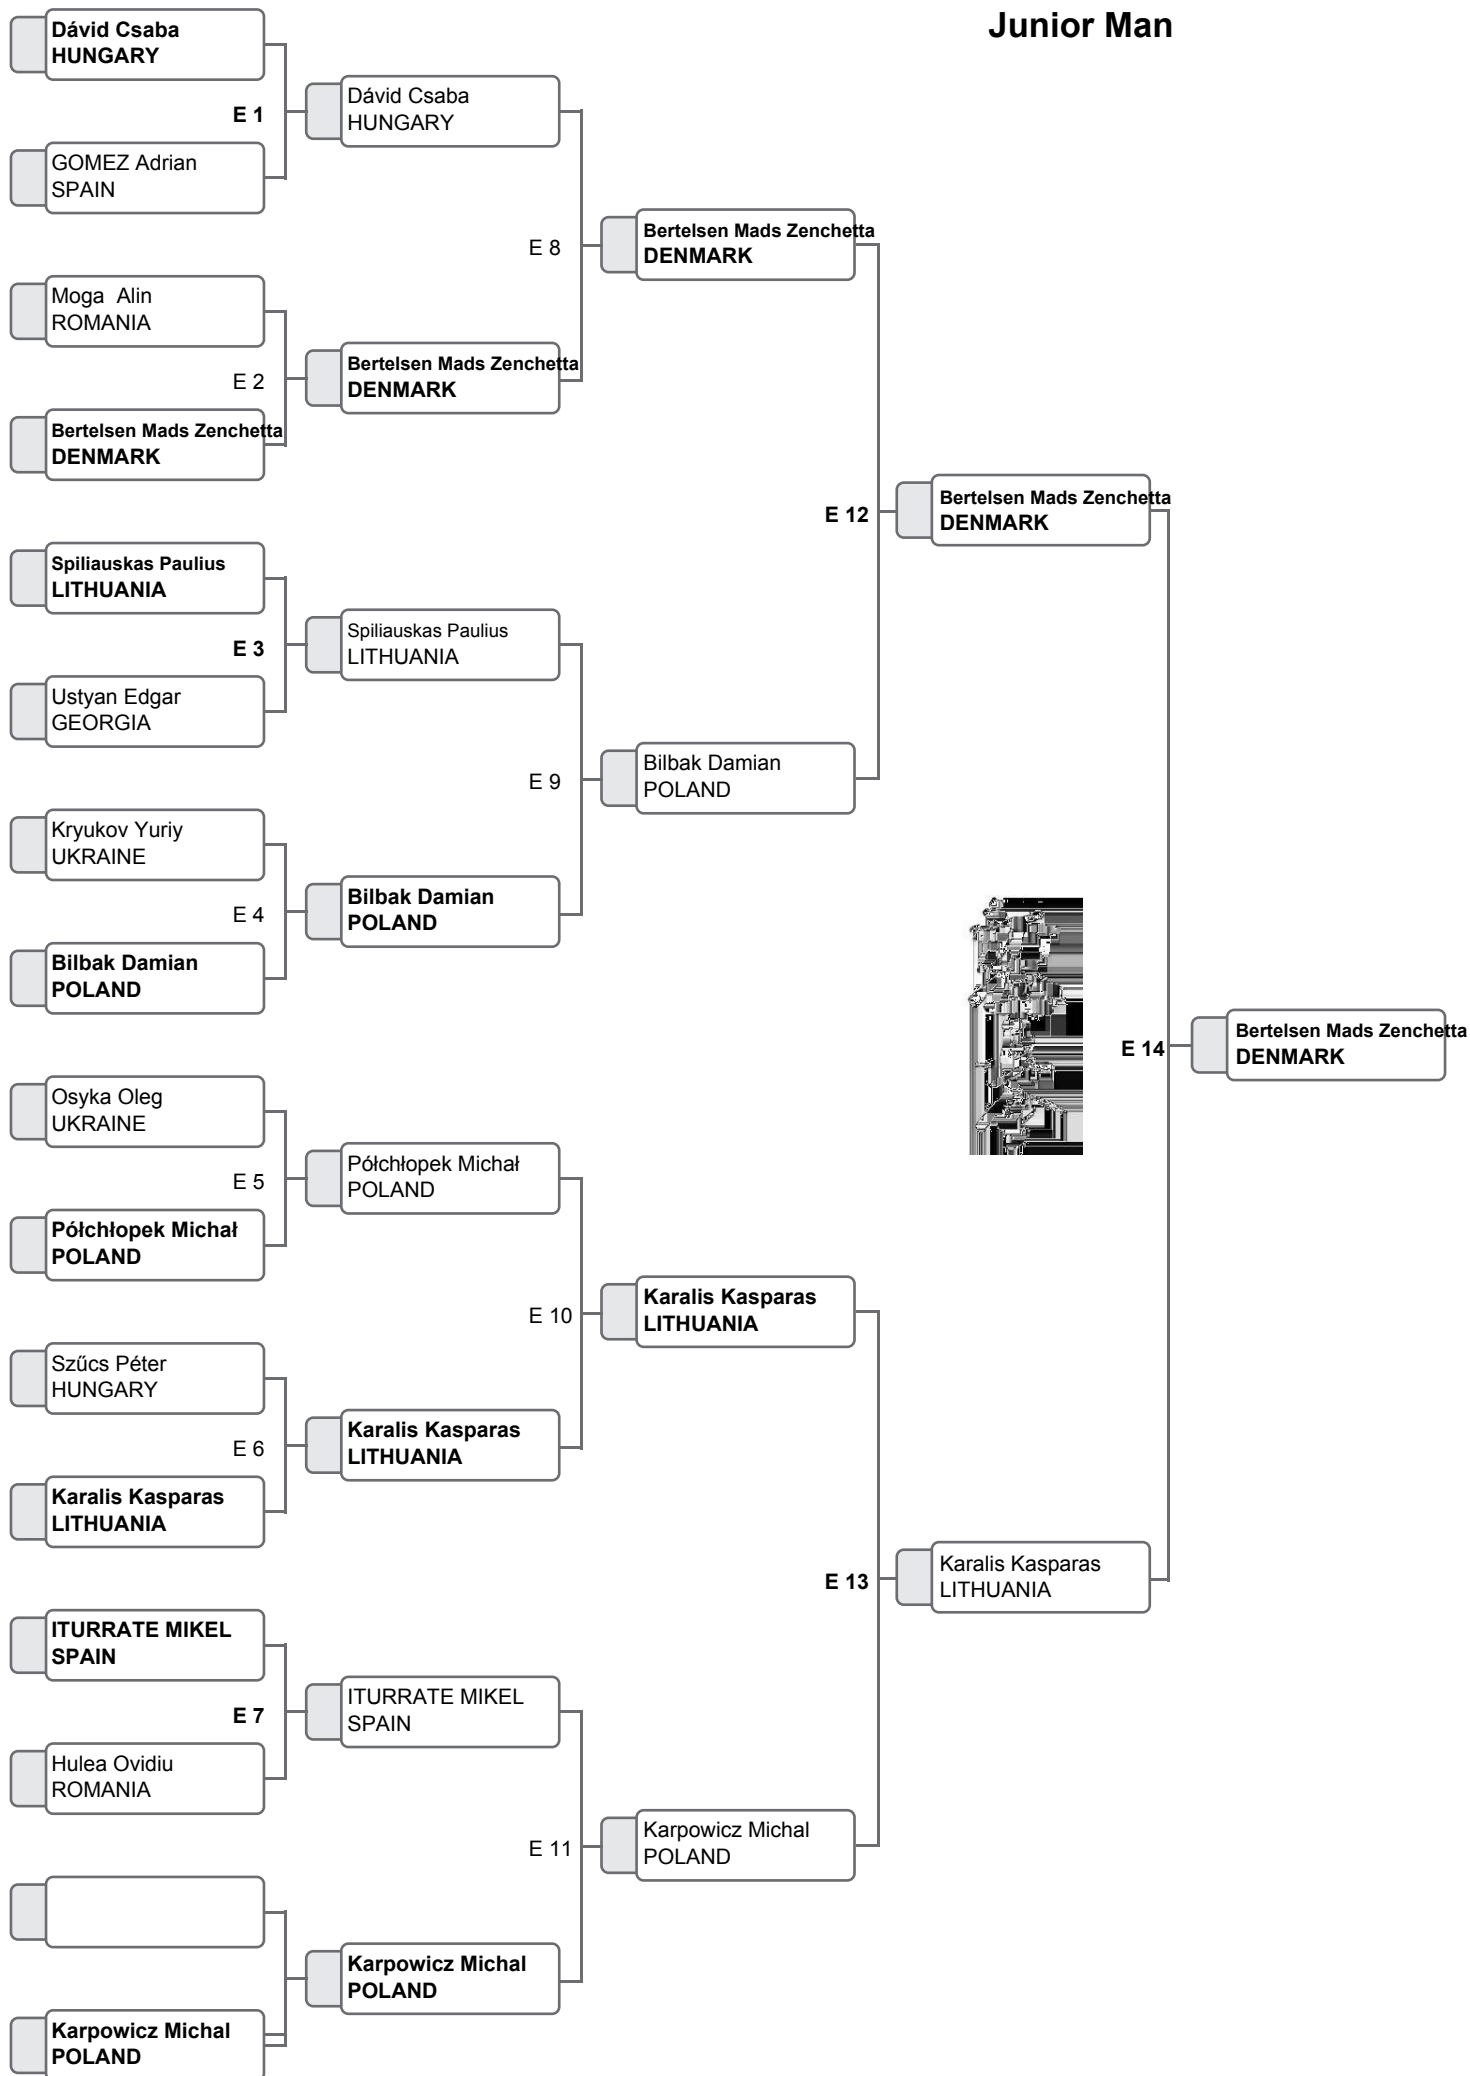 Junior Man
Dávid Csaba
HUNGARY
E 1
GOMEZ Adrian
SPAIN
Moga  Alin
ROMANIA
E 2
Bertelsen Mads Zenchetta
DENMARK
Spiliauskas Paulius
LITHUANIA
E 3
Ustyan Edgar
GEORGIA
Kryukov Yuriy
UKRAINE
E 4
Bilbak Damian
POLAND
Osyka Oleg
UKRAINE
E 5
Półchłopek Michał
POLAND
Szűcs Péter
HUNGARY
E 6
Karalis Kasparas
LITHUANIA
ITURRATE MIKEL
SPAIN
E 7
Hulea Ovidiu
ROMANIA
Karpowicz Michal
POLAND
Dávid Csaba
HUNGARY
E 8
Bertelsen Mads Zenchetta
DENMARK
Spiliauskas Paulius
LITHUANIA
E 9
Bilbak Damian
POLAND
Półchłopek Michał
POLAND
E 10
Karalis Kasparas
LITHUANIA
ITURRATE MIKEL
SPAIN
E 11
Karpowicz Michal
POLAND
Bertelsen Mads Zenchetta
DENMARK
E 12
Bilbak Damian
POLAND
Karalis Kasparas
LITHUANIA
E 13
Karpowicz Michal
POLAND
Bertelsen Mads Zenchetta
DENMARK
E 14
Karalis Kasparas
LITHUANIA
Bertelsen Mads Zenchetta
DENMARK